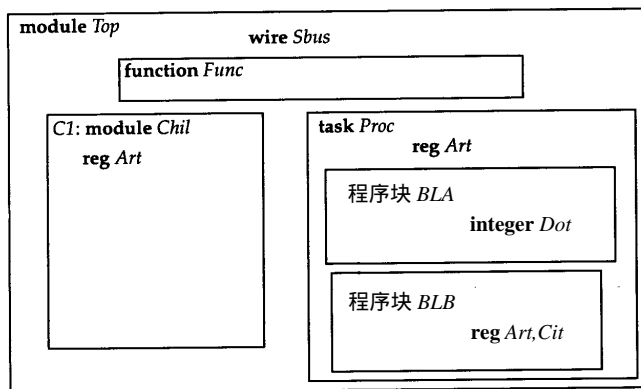 module Top
wire Sbus
function Func
C1: module Chil
reg Art
task Proc
reg Art
程序块 BLA
integer Dot
程序块 BLB
reg Art,Cit